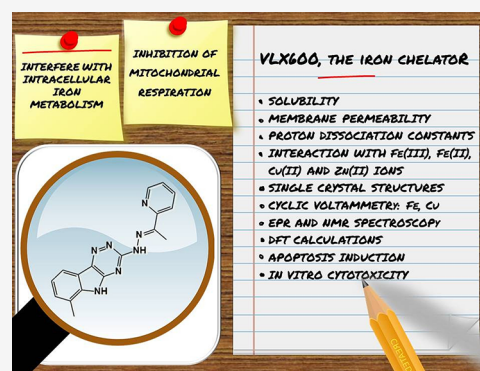 INTERFERE WITH
INTRACELLULAR
IRON
METABOLISM
INHIBITION OF
MITOCHONDRIAL
RESPIRATION
VLX600, THE IRON CHELATOR
• SOLUBILITY
• MEMBRANE PERMEABILITY
• PROTON DISSOCIATION CONSTANTS
• INTERACTION WITH FE(III), FE(II),
CU(II) AND ZN(II) IONS
• SINGLE CRYSTAL STRUCTURES
• CYCLIC VOLTAMMETRY: FE, CU
• EPR AND NMR SPECTROSCOPY
• DFT CALCULATIONS
• APOPTOSIS INDUCTION
• IN VITRO CYTOTOXICITY
N
N
N
N
N
NH
N
NH